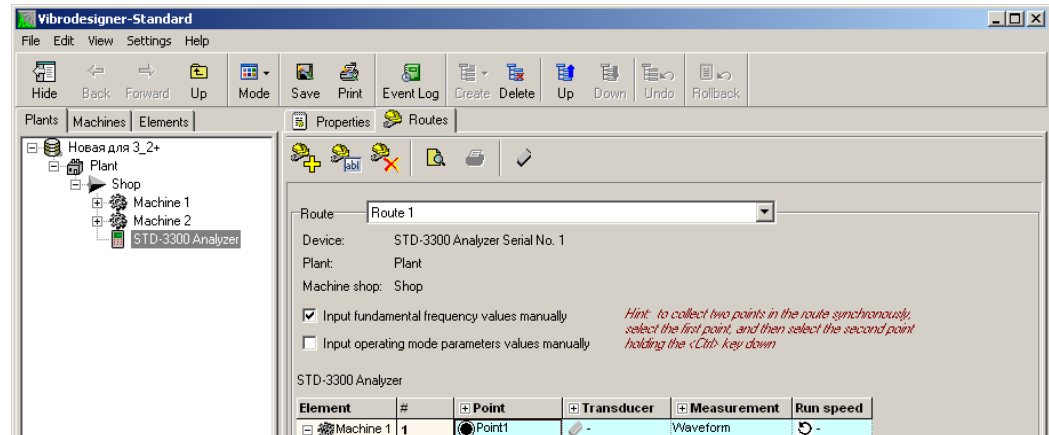 Vibrodesigner-Standard
File Edit View Settings Help
Hide Back Forward Up Mode Save Print Event Log Create Delete Up Down Undo Rollback
Plants Machines Elements
Properties Routes
Новая для 3_2+
Plant
Shop
Machine 1
Machine 2
STD-3300 Analyzer
abl
Route Route 1
Device: STD-3300 Analyzer Serial No. 1
Plant: Plant
Machine shop: Shop
Input fundamental frequency values manually
Input operating mode parameters values manually
Hint: to collect two points in the route synchronously,
select the first point, and then select the second point
holding the <Ctrl> key down
STD-3300 Analyzer
Element # Point Transducer Measurement Run speed
Machine 1 1 Point1 - Waveform -